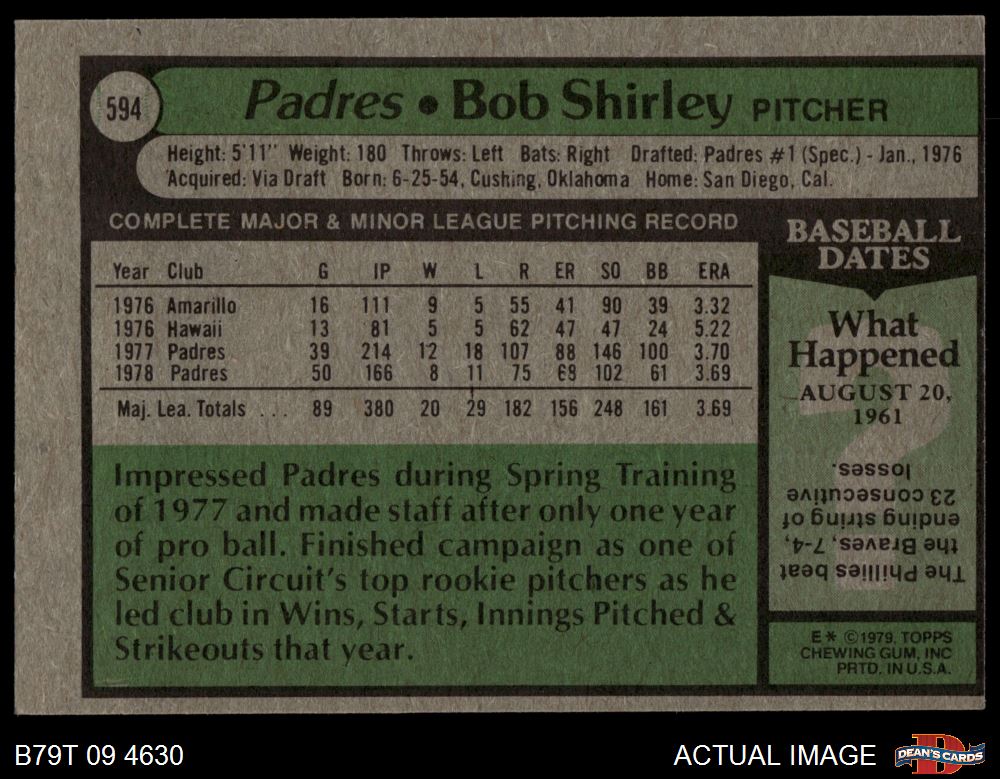 594
Padres • Bob Shirley PITCHER
Height: 5'11" Weight: 180 Throws: Left Bats: Right Drafted: Padres #1 (Spec.) - Jan., 1976
Acquired: Via Draft Born: 6-25-54, Cushing, Oklahoma Home: San Diego, Cal.
COMPLETE MAJOR & MINOR LEAGUE PITCHING RECORD
Year Club G IP W L R ER SO BB ERA
1976 Amarillo 16 111 9 5 55 41 90 39 3.32
1976 Hawaii 13 81 5 5 62 47 47 24 5.22
1977 Padres 39 214 12 18 107 88 146 100 3.70
1978 Padres 50 166 8 11 75 69 102 61 3.69
Maj. Lea. Totals ... 89 380 20 29 182 156 248 161 3.69
Impressed Padres during Spring Training
of 1977 and made staff after only one year
of pro ball. Finished campaign as one of
Senior Circuit's top rookie pitchers as he
led club in Wins, Starts, Innings Pitched &
Strikeouts that year.
BASEBALL
DATES
What
Happened
AUGUST 20,
1961
?
The Phillies beat
the Braves, 7-4,
ending string of
23 consecutive
losses.
E* ©1979, TOPPS
CHEWING GUM, INC
PRTD. IN U.S.A.
B79T 09 4630
ACTUAL IMAGE
DEAN'S CARDS